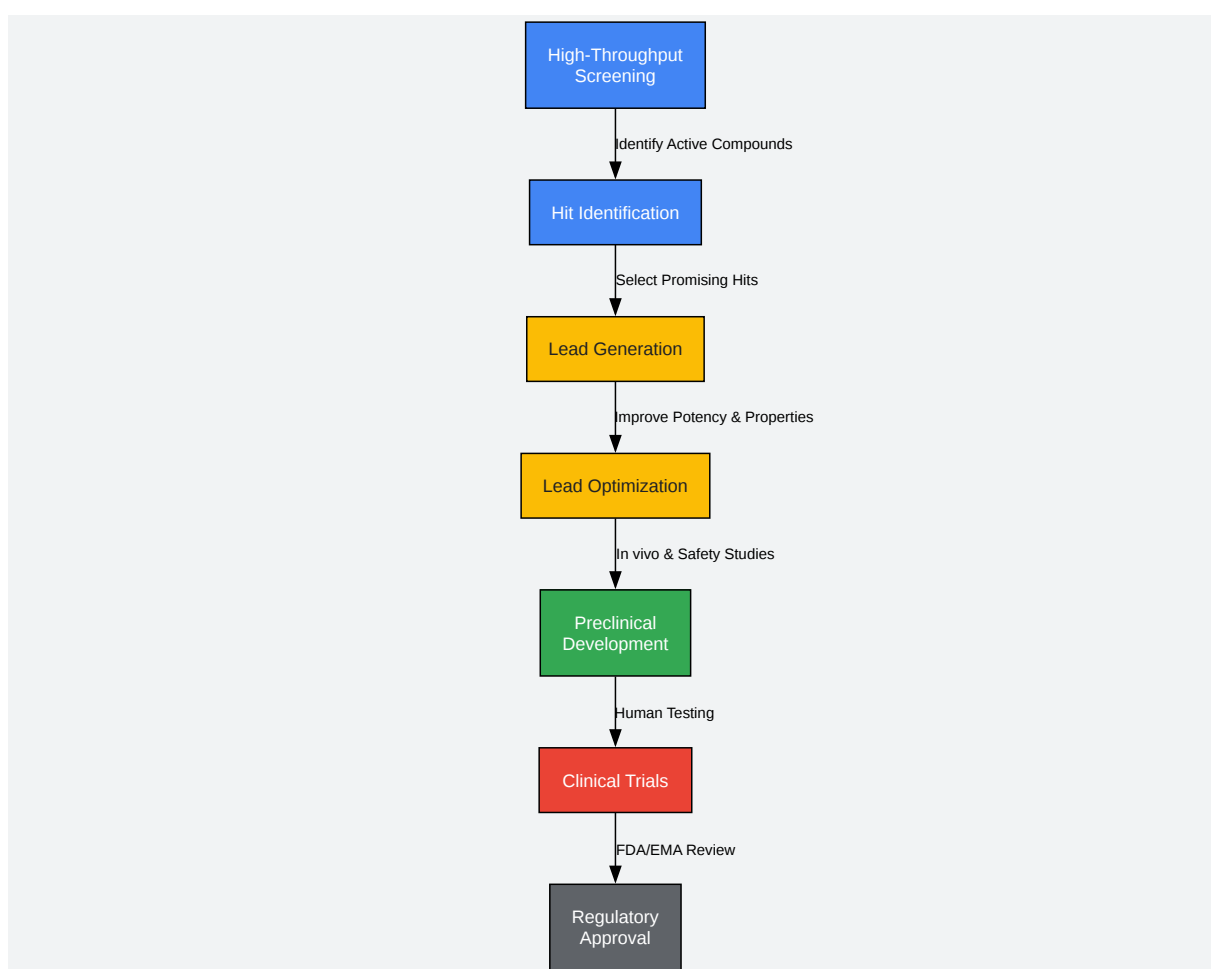 High-Throughput
Screening
Identify Active Compounds
Hit Identification
Select Promising Hits
Lead Generation
Improve Potency & Properties
Lead Optimization
In vivo & Safety Studies
Preclinical
Development
Human Testing
Clinical Trials
FDA/EMA Review
Regulatory
Approval